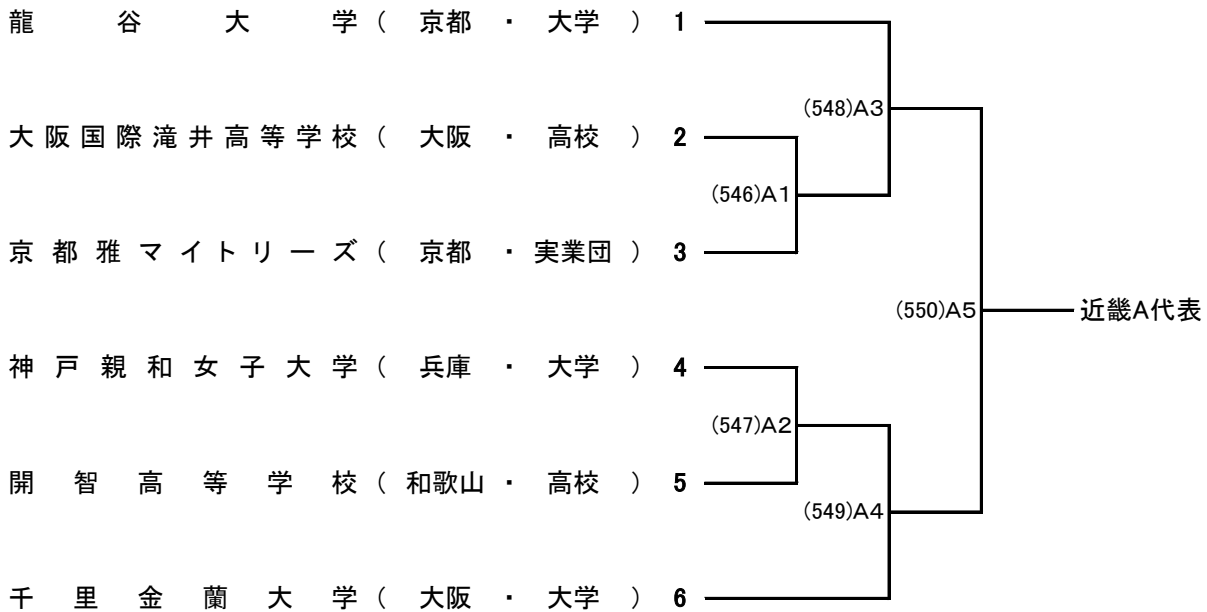 龍谷大学(京都・大学)1
(548)A3
大阪国際滝井高等学校(大阪・高校)2
(546)A1
京都雅マイトリーズ(京都・実業団)3
(550)A5 近畿A代表
神戸親和女子大学(兵庫・大学)4
(547)A2
開智高等学校(和歌山・高校)5
(549)A4
千里金蘭大学(大阪・大学)6